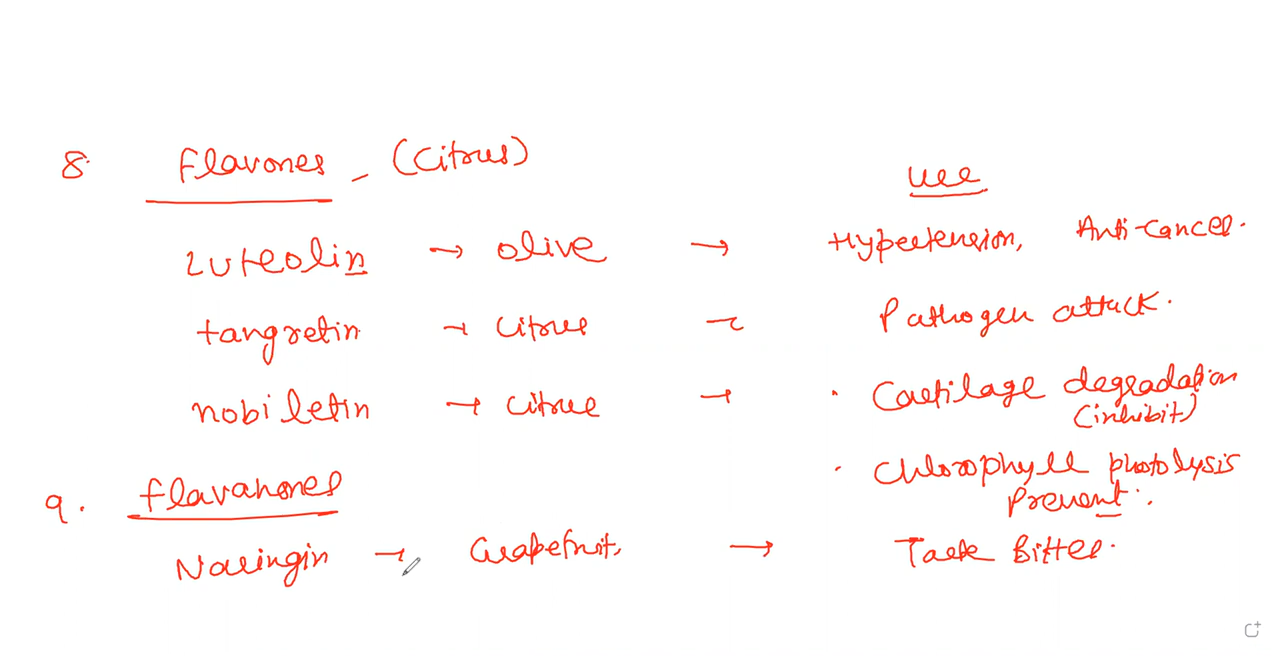 8. Flavones - (Citrus)
Use
Luteolin → olive → Hypertension, Anti-Cancer.
tangretin → Citrus → Pathogen attack.
nobiletin → Citrus → • Cartilage degradation
(inhibit)
• Chlorophyll photolysis
Prevent.
9. flavanones
Naringin → Grapefruit, → Taste Bitter.